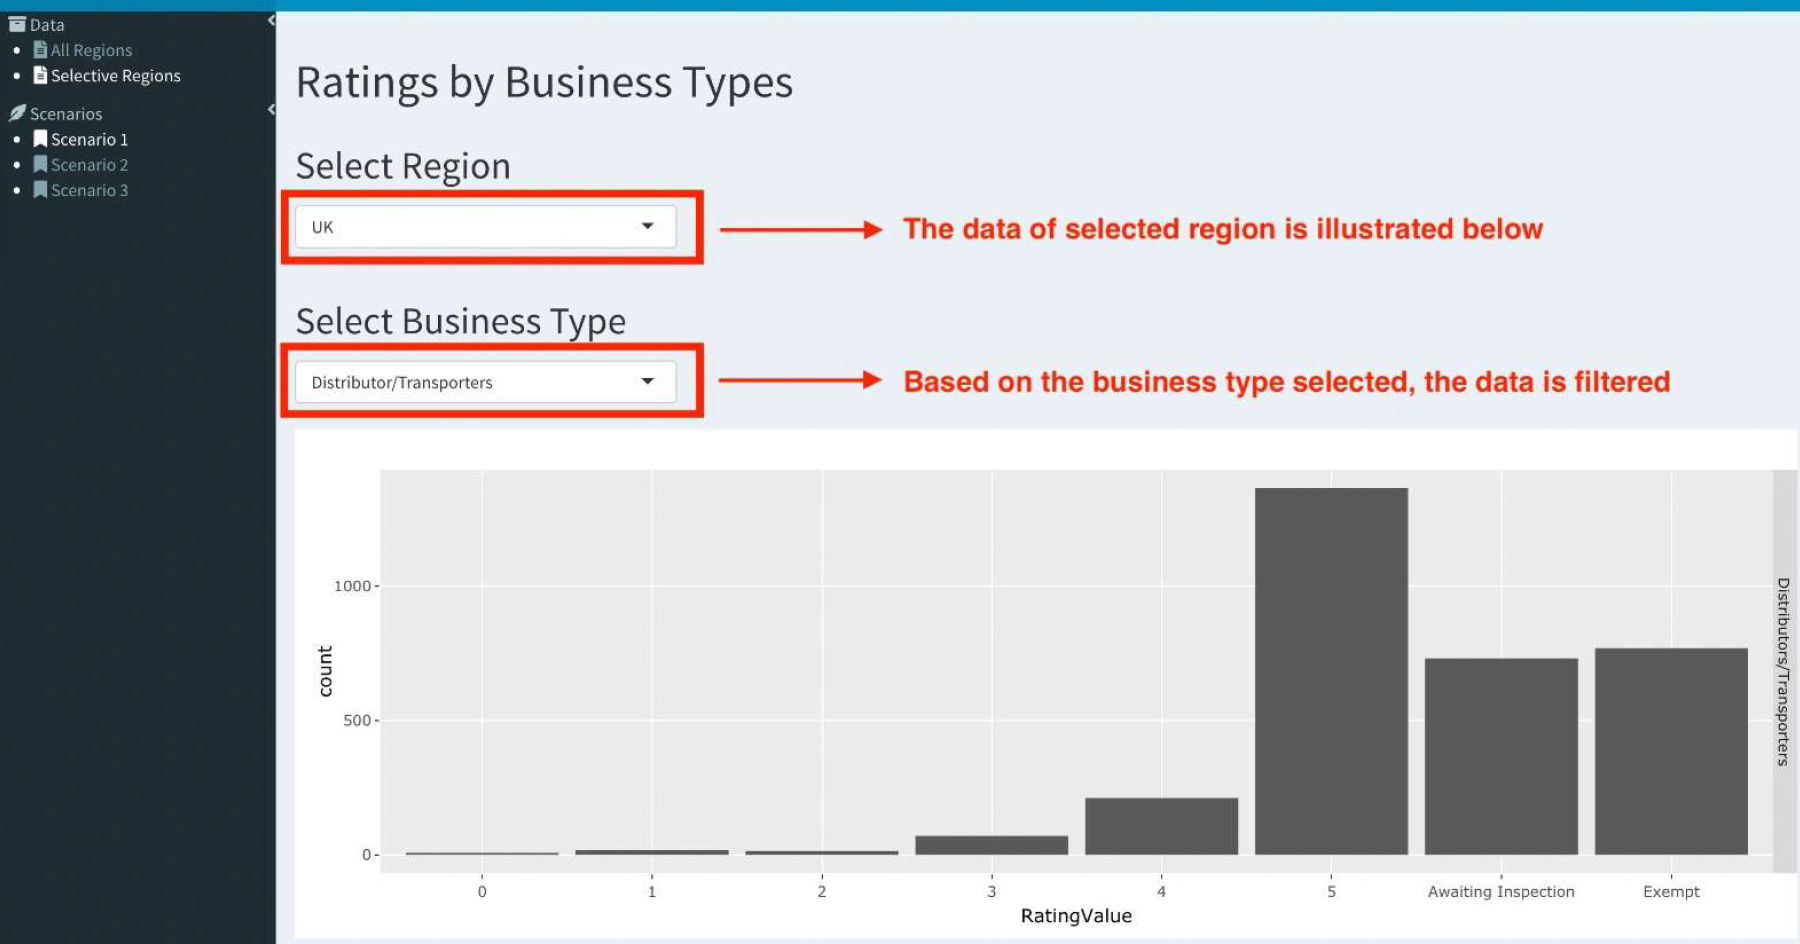 Data
All Regions
Selective Regions
Scenarios
Scenario 1
Scenario 2
Scenario 3
Ratings by Business Types
Select Region
UK
The data of selected region is illustrated below
Select Business Type
Distributor/Transporters
Based on the business type selected, the data is filtered
1000
500
0
count
Distributors/Transporters
0 1 2 3 4 5 Awaiting Inspection Exempt
RatingValue